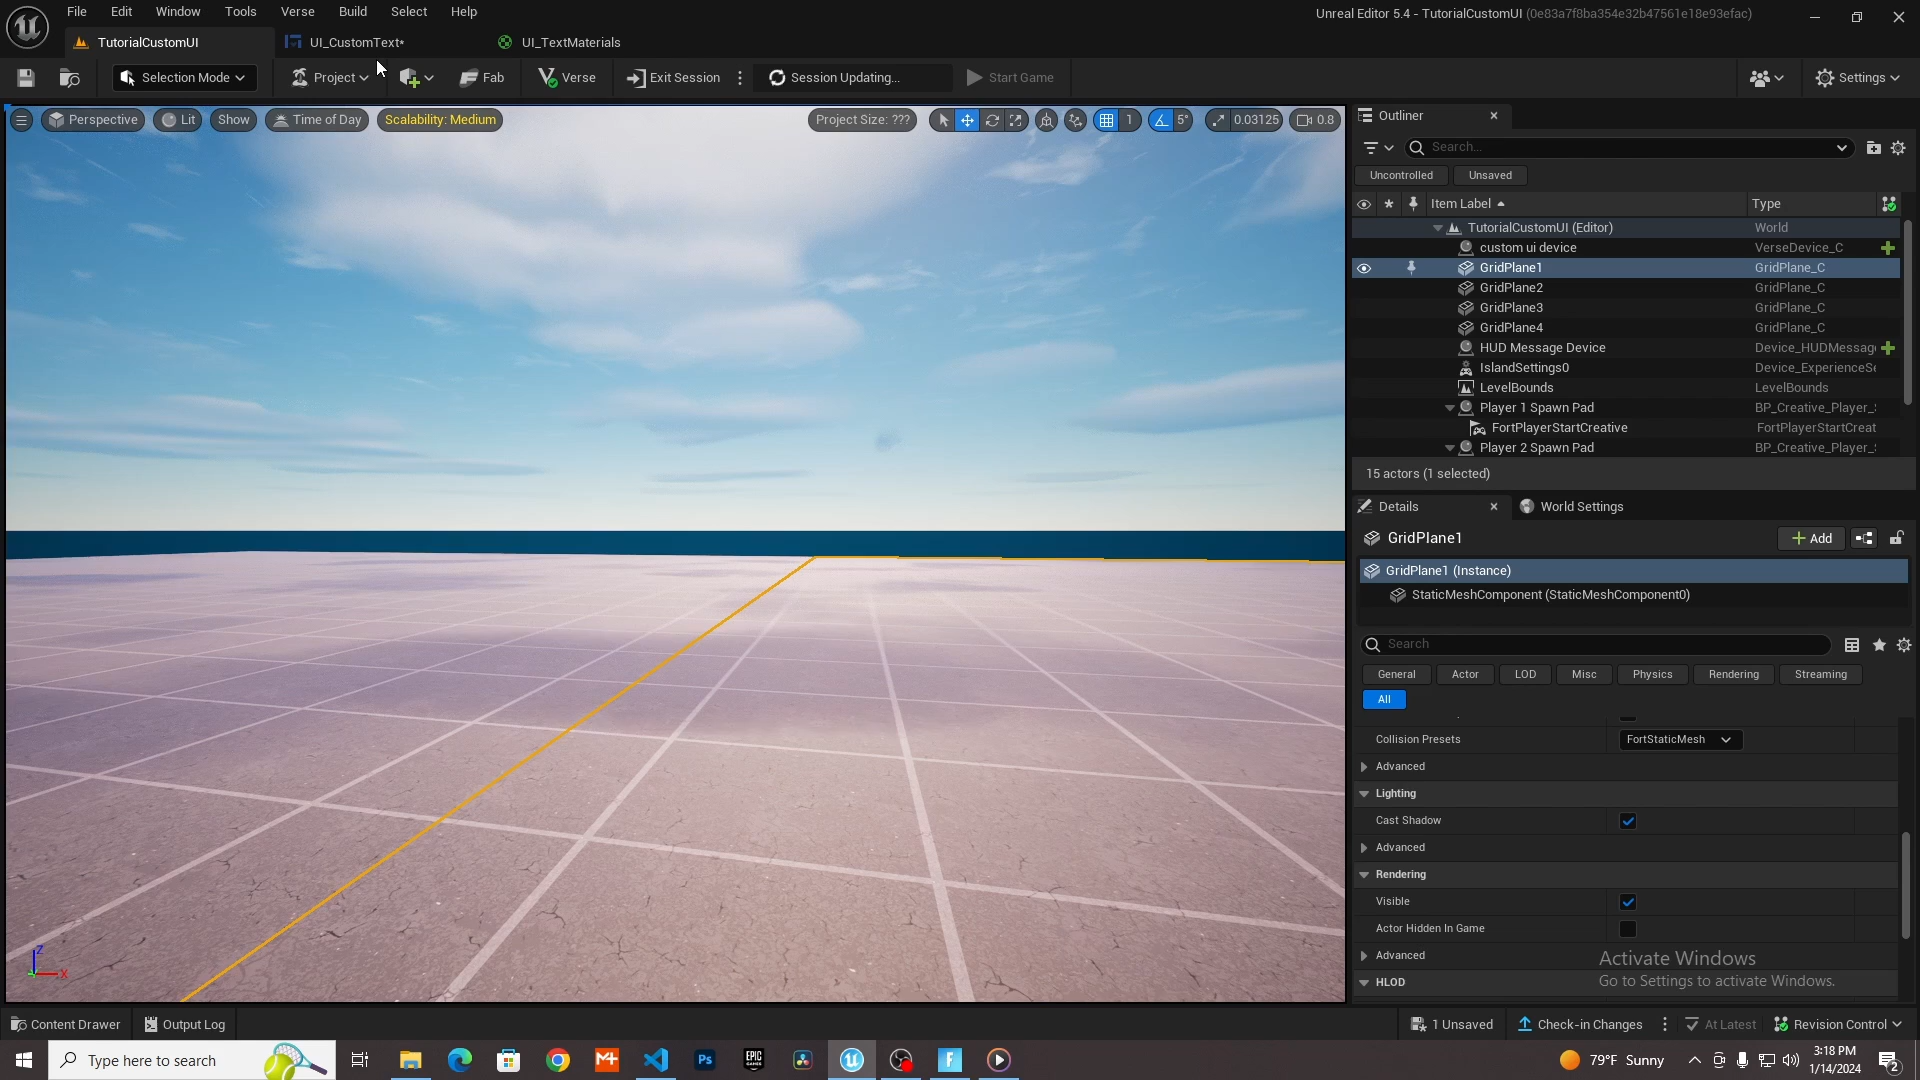 File Edit Window Tools Verse Build Select Help
Unreal Editor 5.4 - TutorialCustomUI (0e83a7f8ba354e32b47561e18e93efac)
TutorialCustomUI UI_CustomText* UI_TextMaterials
Selection Mode Project Fab Verse Exit Session Session Updating... Start Game Settings
Perspective Lit Show Time of Day Scalability: Medium Project Size: ??? 1 5° 0.03125 0.8
Outliner
Search...
Uncontrolled Unsaved
Item Label Type
TutorialCustomUI (Editor) World
custom ui device VerseDevice_C
GridPlane1 GridPlane_C
GridPlane2 GridPlane_C
GridPlane3 GridPlane_C
GridPlane4 GridPlane_C
HUD Message Device Device_HUDMessag
IslandSettings0 Device_ExperienceSe
LevelBounds LevelBounds
Player 1 Spawn Pad BP_Creative_Player_
FortPlayerStartCreative FortPlayerStartCreat
Player 2 Spawn Pad BP_Creative_Player_
15 actors (1 selected)
Details World Settings
GridPlane1 Add
GridPlane1 (Instance)
StaticMeshComponent (StaticMeshComponent0)
Search
General Actor LOD Misc Physics Rendering Streaming
All
Collision Presets FortStaticMesh
Advanced
Lighting
Cast Shadow
Advanced
Rendering
Visible
Actor Hidden In Game
Advanced
HLOD
Activate Windows
Go to Settings to activate Windows.
Z
X
Content Drawer Output Log 1 Unsaved Check-in Changes At Latest Revision Control
Type here to search Ps EPIC GAMES 79°F Sunny 3:18 PM
1/14/2024 2